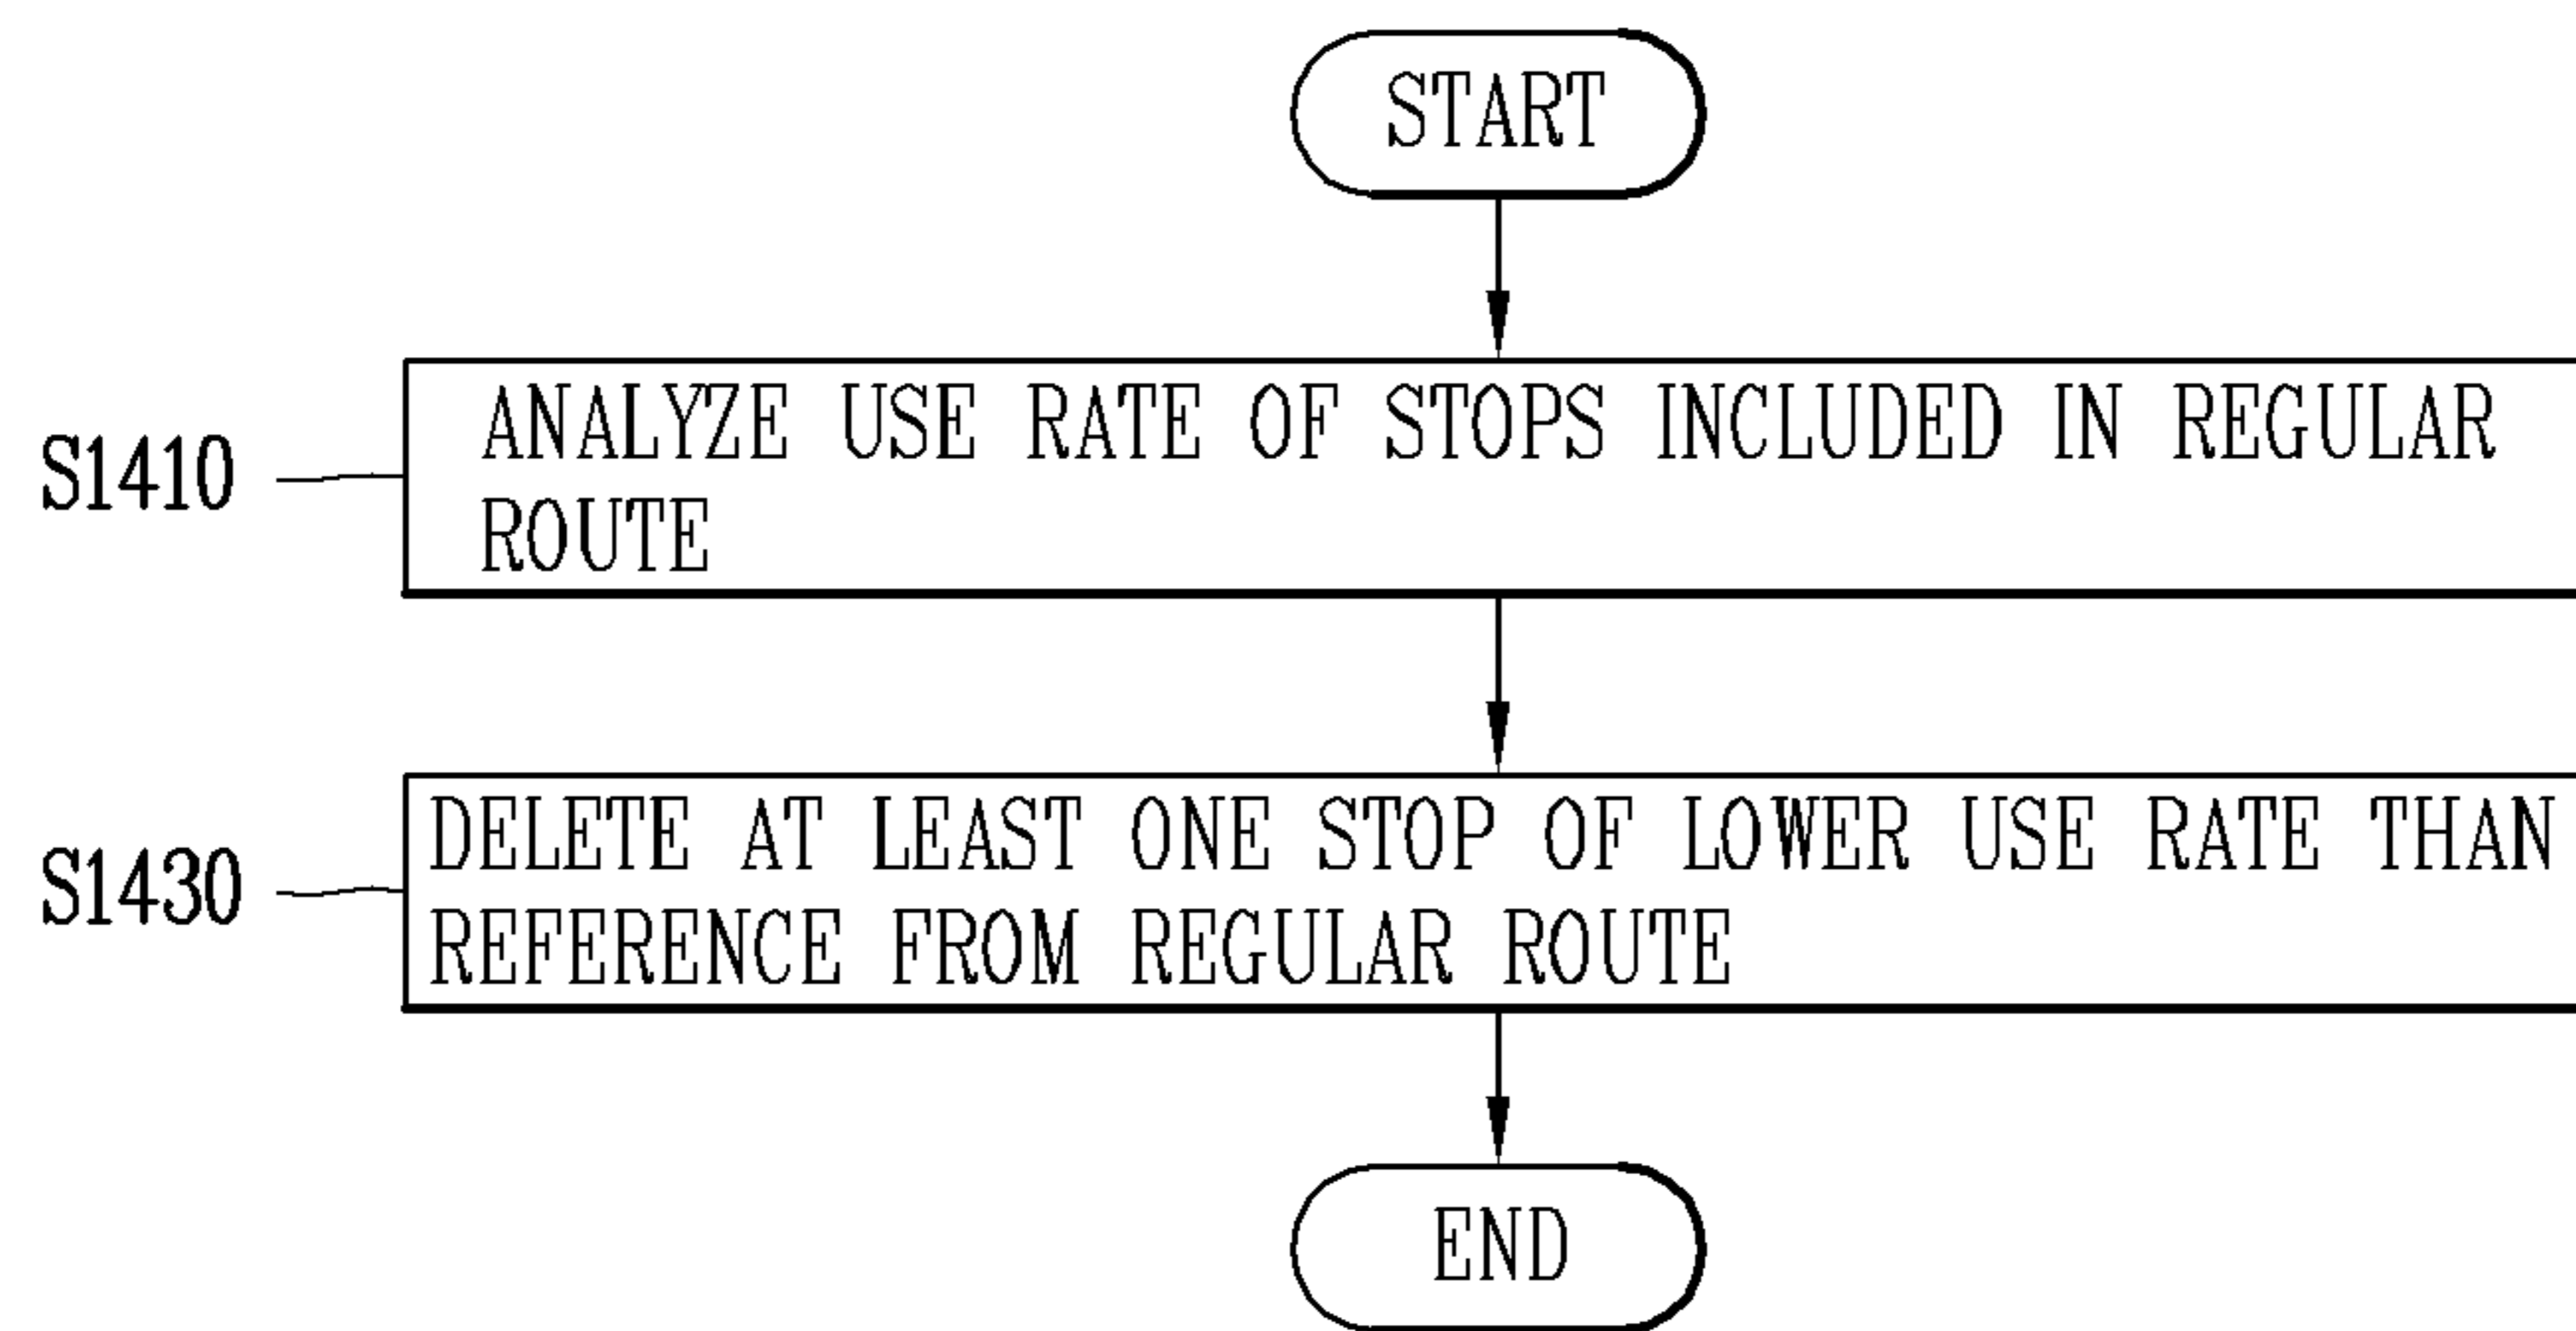 START
S1410
ANALYZE USE RATE OF STOPS INCLUDED IN REGULAR
ROUTE
S1430
DELETE AT LEAST ONE STOP OF LOWER USE RATE THAN
REFERENCE FROM REGULAR ROUTE
END